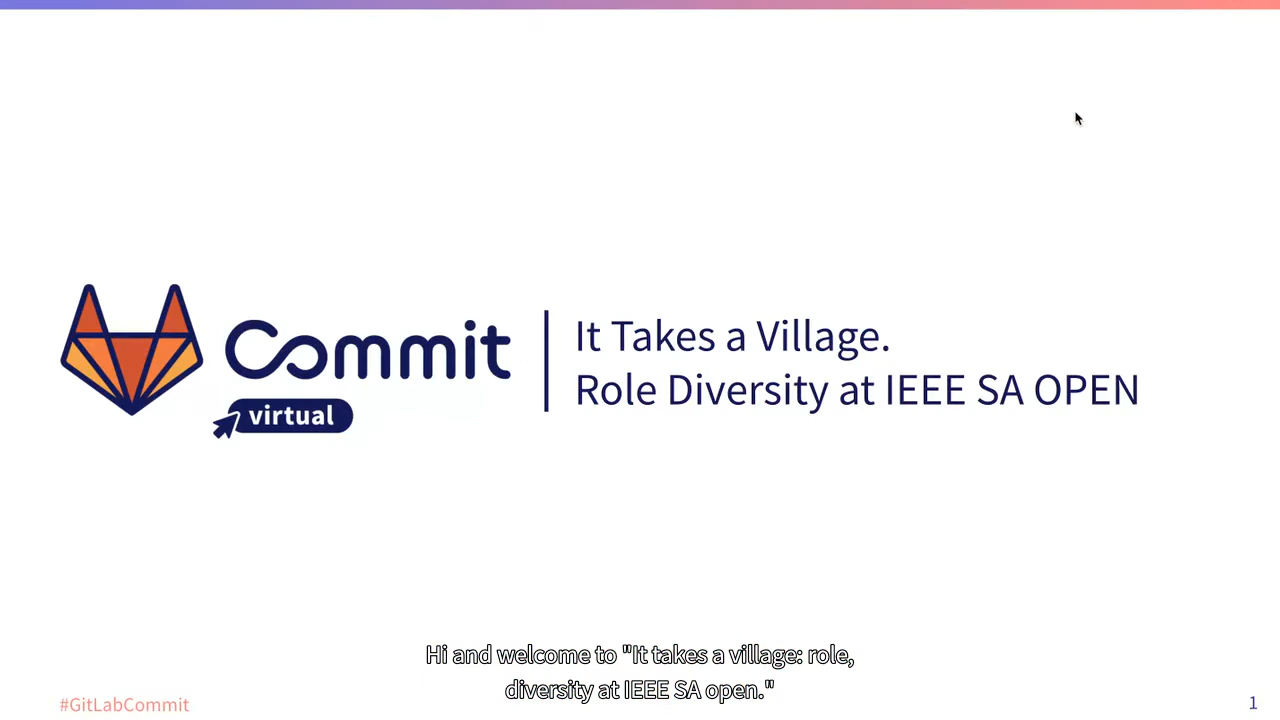 Commit
virtual
It Takes a Village.
Role Diversity at IEEE SA OPEN
Hi and welcome to "It takes a village: role,
diversity at IEEE SA open."
#GitLabCommit
1